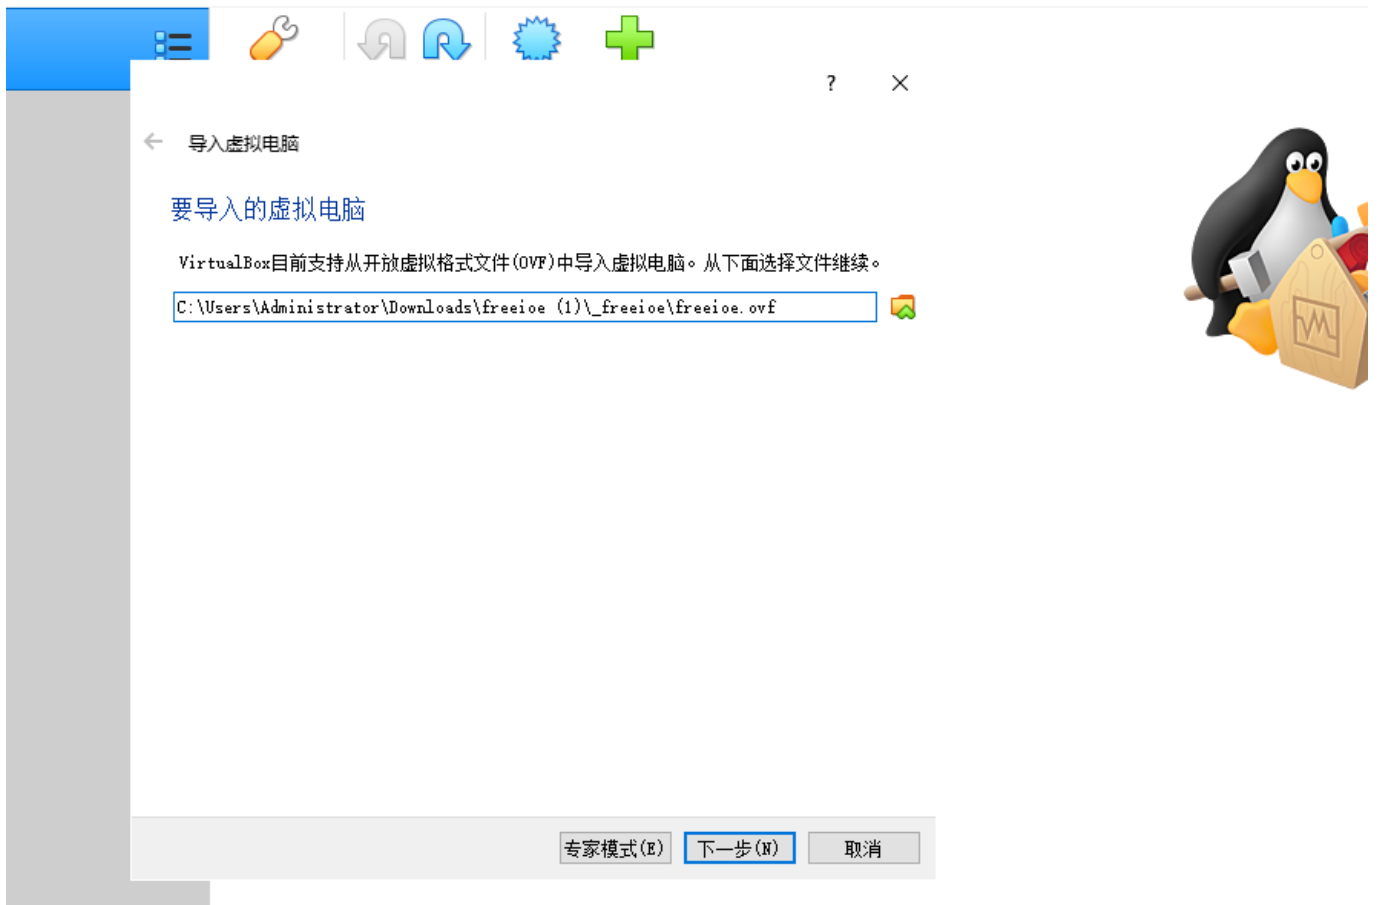 ?
导入虚拟电脑
要导入的虚拟电脑
VirtualBox目前支持从开放虚拟格式文件(OVF)中导入虚拟电脑。从下面选择文件继续。
C:\Users\Administrator\Downloads\freeioe (1)\_freeioe\freeioe.ovf
专家模式(E) 下一步(N) 取消